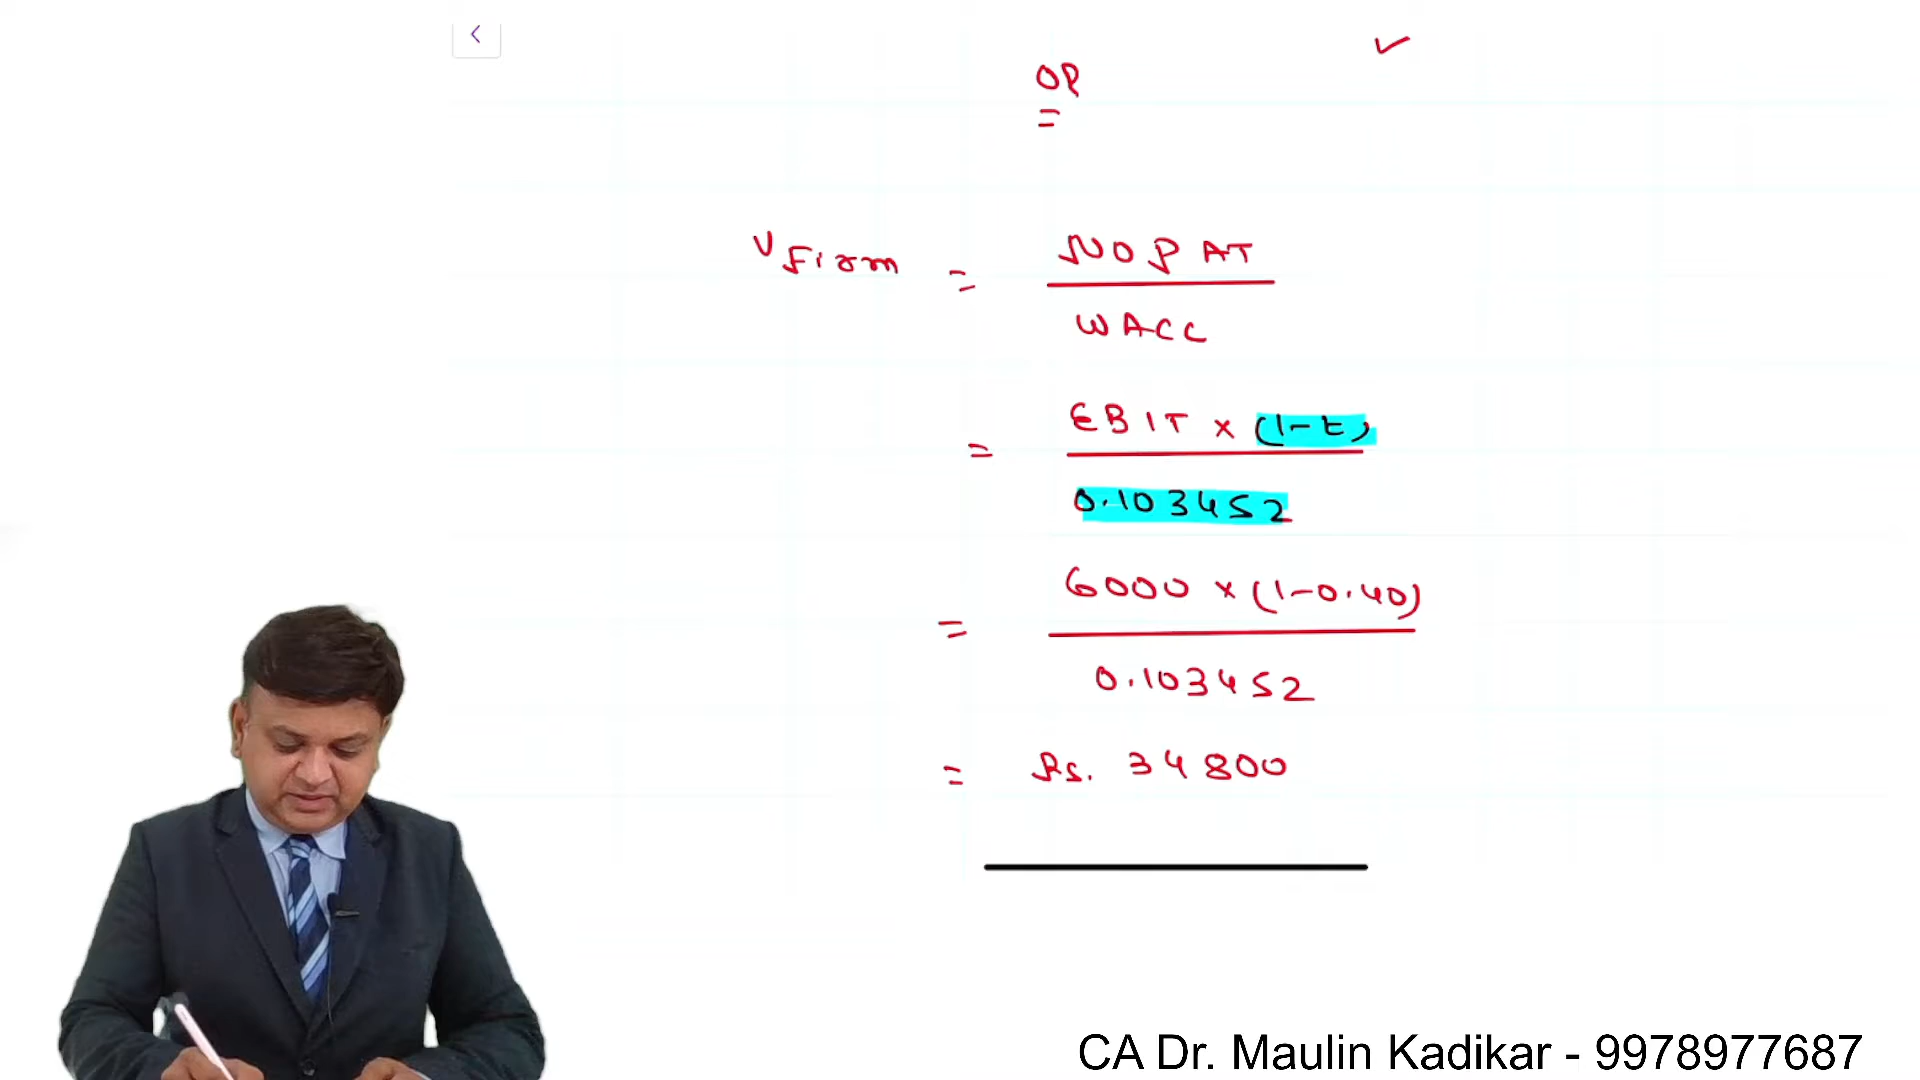 OR
=
V Firm = NOPAT
WACC
= EBIT x (1-t)
0.103452
= 6000 x (1-0.40)
0.103452
= Rs. 34800
CA Dr. Maulin Kadikar - 9978977687